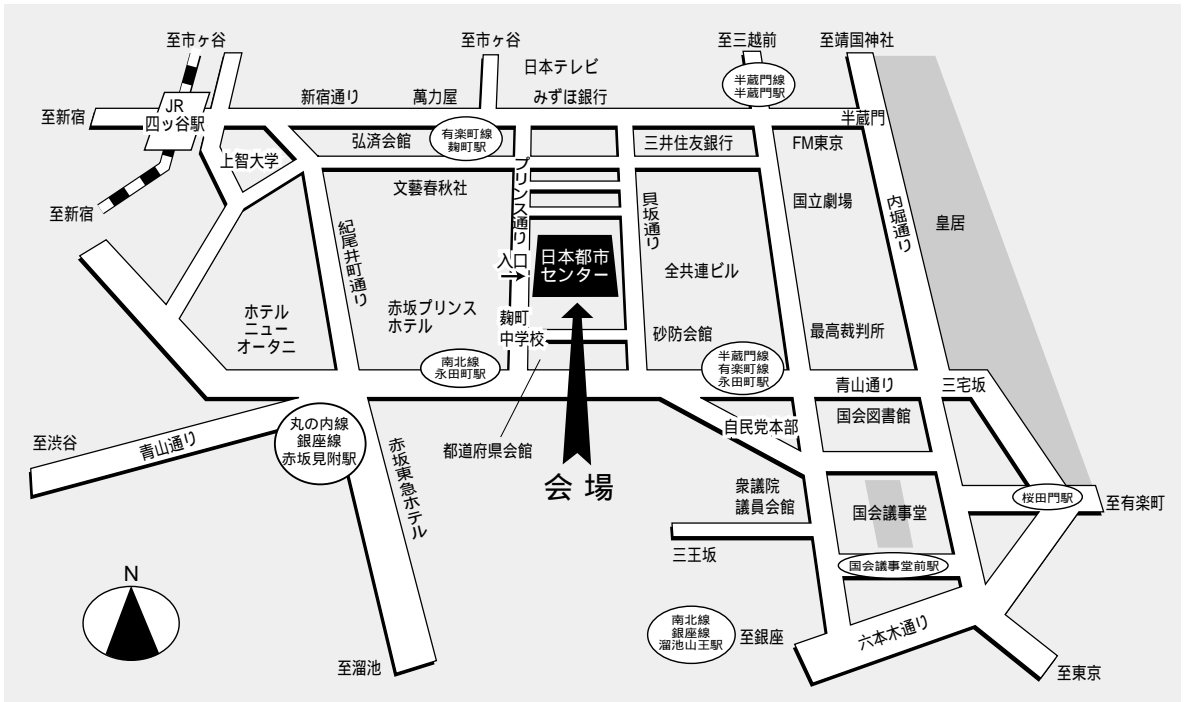 至市ヶ谷
至市ヶ谷
至三越前
至靖国神社
日本テレビ
半蔵門線
半蔵門駅
新宿通り
萬力屋
みずほ銀行
至新宿
JR
四ッ谷駅
半蔵門
弘済会館
有楽町線
麹町駅
三井住友銀行
FM東京
上智大学
文藝春秋社
プリンス通り
貝坂通り
国立劇場
内堀通り
皇居
至新宿
紀尾井町通り
入口
→
日本都市
センター
全共連ビル
ホテル
ニュー
オータニ
赤坂プリンス
ホテル
麹町
中学校
砂防会館
最高裁判所
南北線
永田町駅
半蔵門線
有楽町線
永田町駅
青山通り
三宅坂
丸の内線
銀座線
赤坂見附駅
自民党本部
国会図書館
至渋谷
青山通り
赤坂東急ホテル
都道府県会館
会場
衆議院
議員会館
国会議事堂
桜田門駅
至有楽町
三王坂
国会議事堂前駅
N
南北線
銀座線
溜池山王駅
至銀座
六本木通り
至溜池
至東京